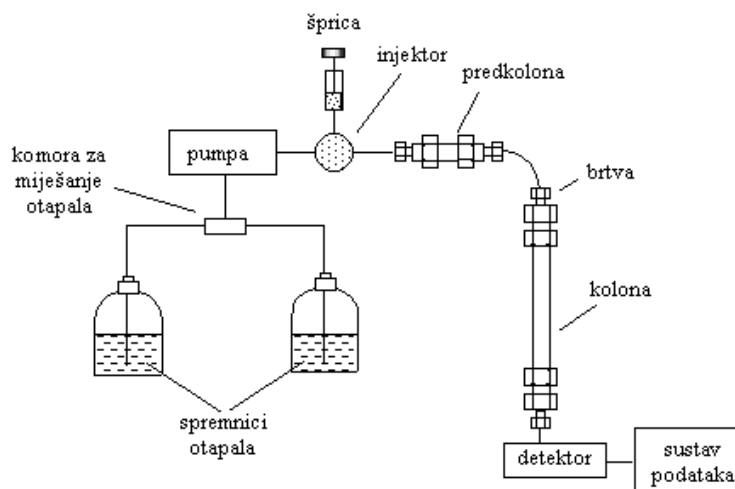 šprica
injektor
predkolona
pumpa
komora za
miješanje
otapala
brtva
kolona
spremnici
otapala
detektor
sustav
podataka